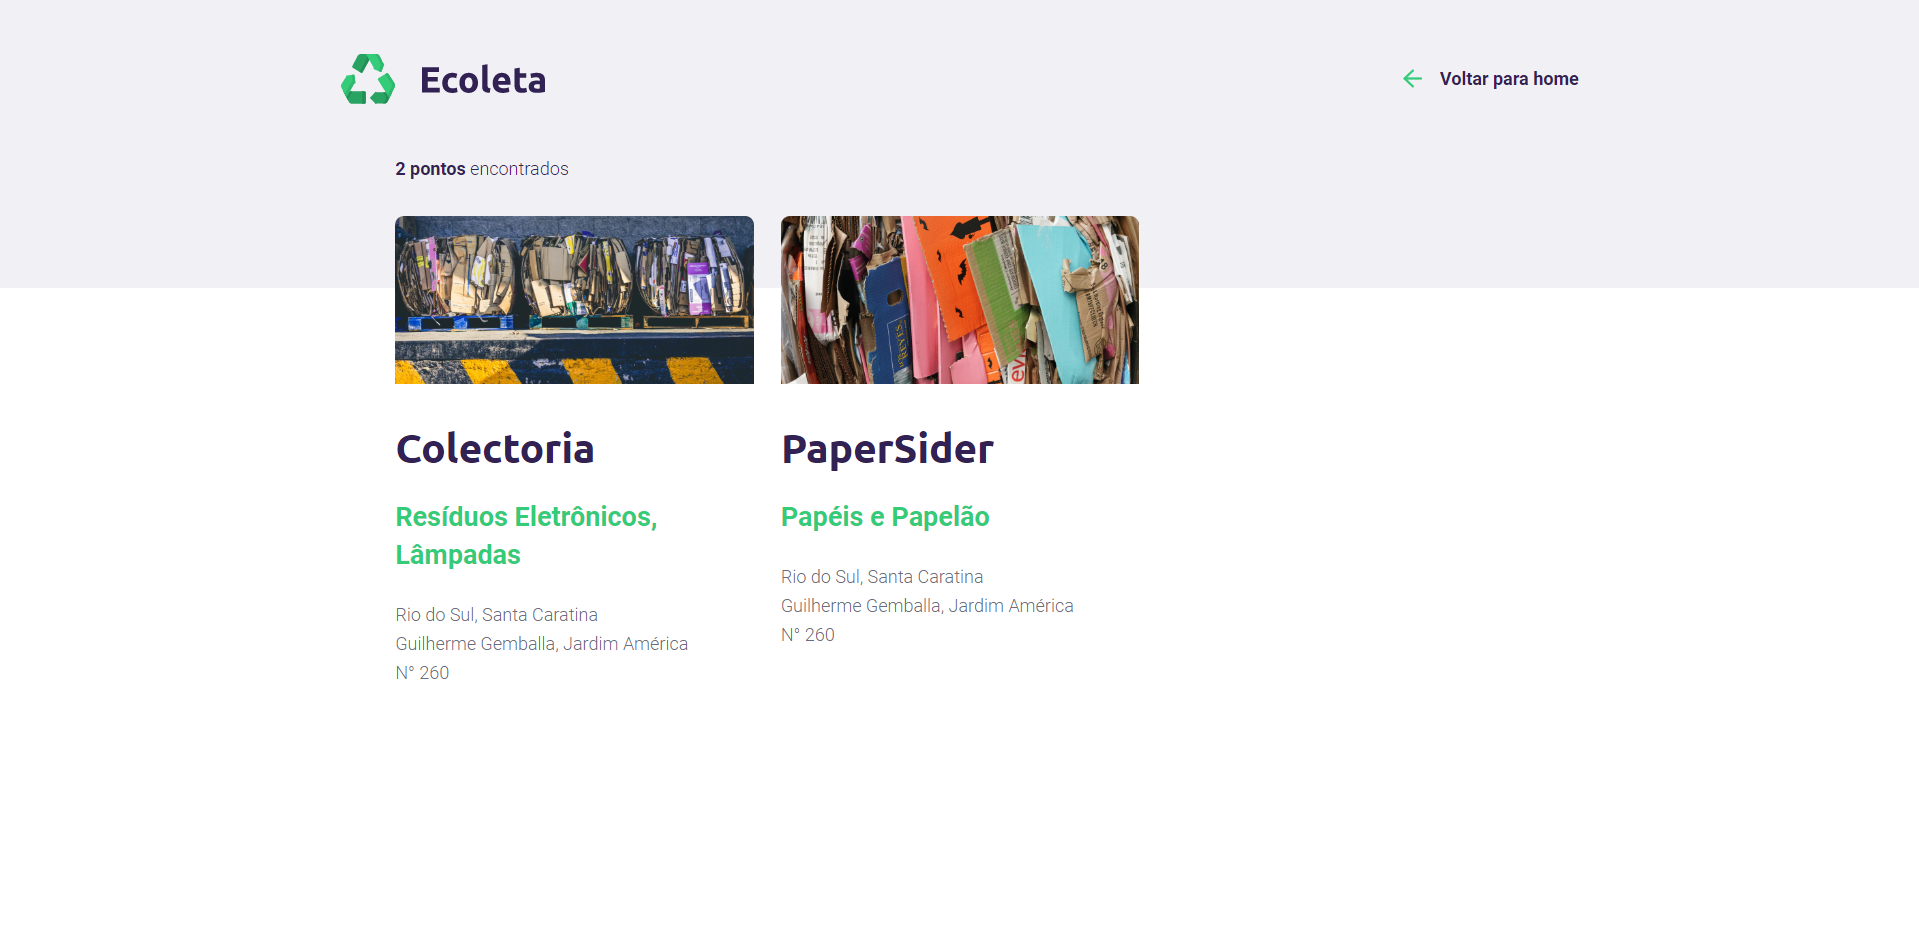 Ecoleta
Voltar para home
2 pontos encontrados
Colectoria
Resíduos Eletrônicos,
Lâmpadas
Rio do Sul, Santa Caratina
Guilherme Gemballa, Jardim América
N° 260
PaperSider
Papéis e Papelão
Rio do Sul, Santa Caratina
Guilherme Gemballa, Jardim América
N° 260